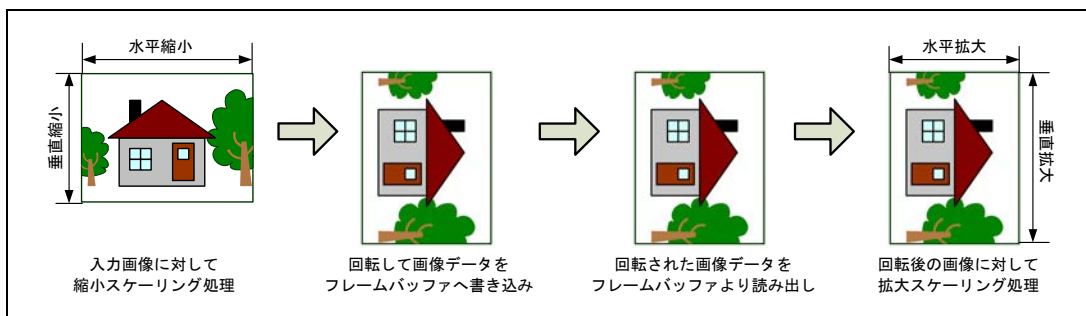 水平縮小
垂直縮小
入力画像に対して
縮小スケーリング処理
回転して画像データを
フレームバッファへ書き込み
回転された画像データを
フレームバッファより読み出し
水平拡大
垂直拡大
回転後の画像に対して
拡大スケーリング処理